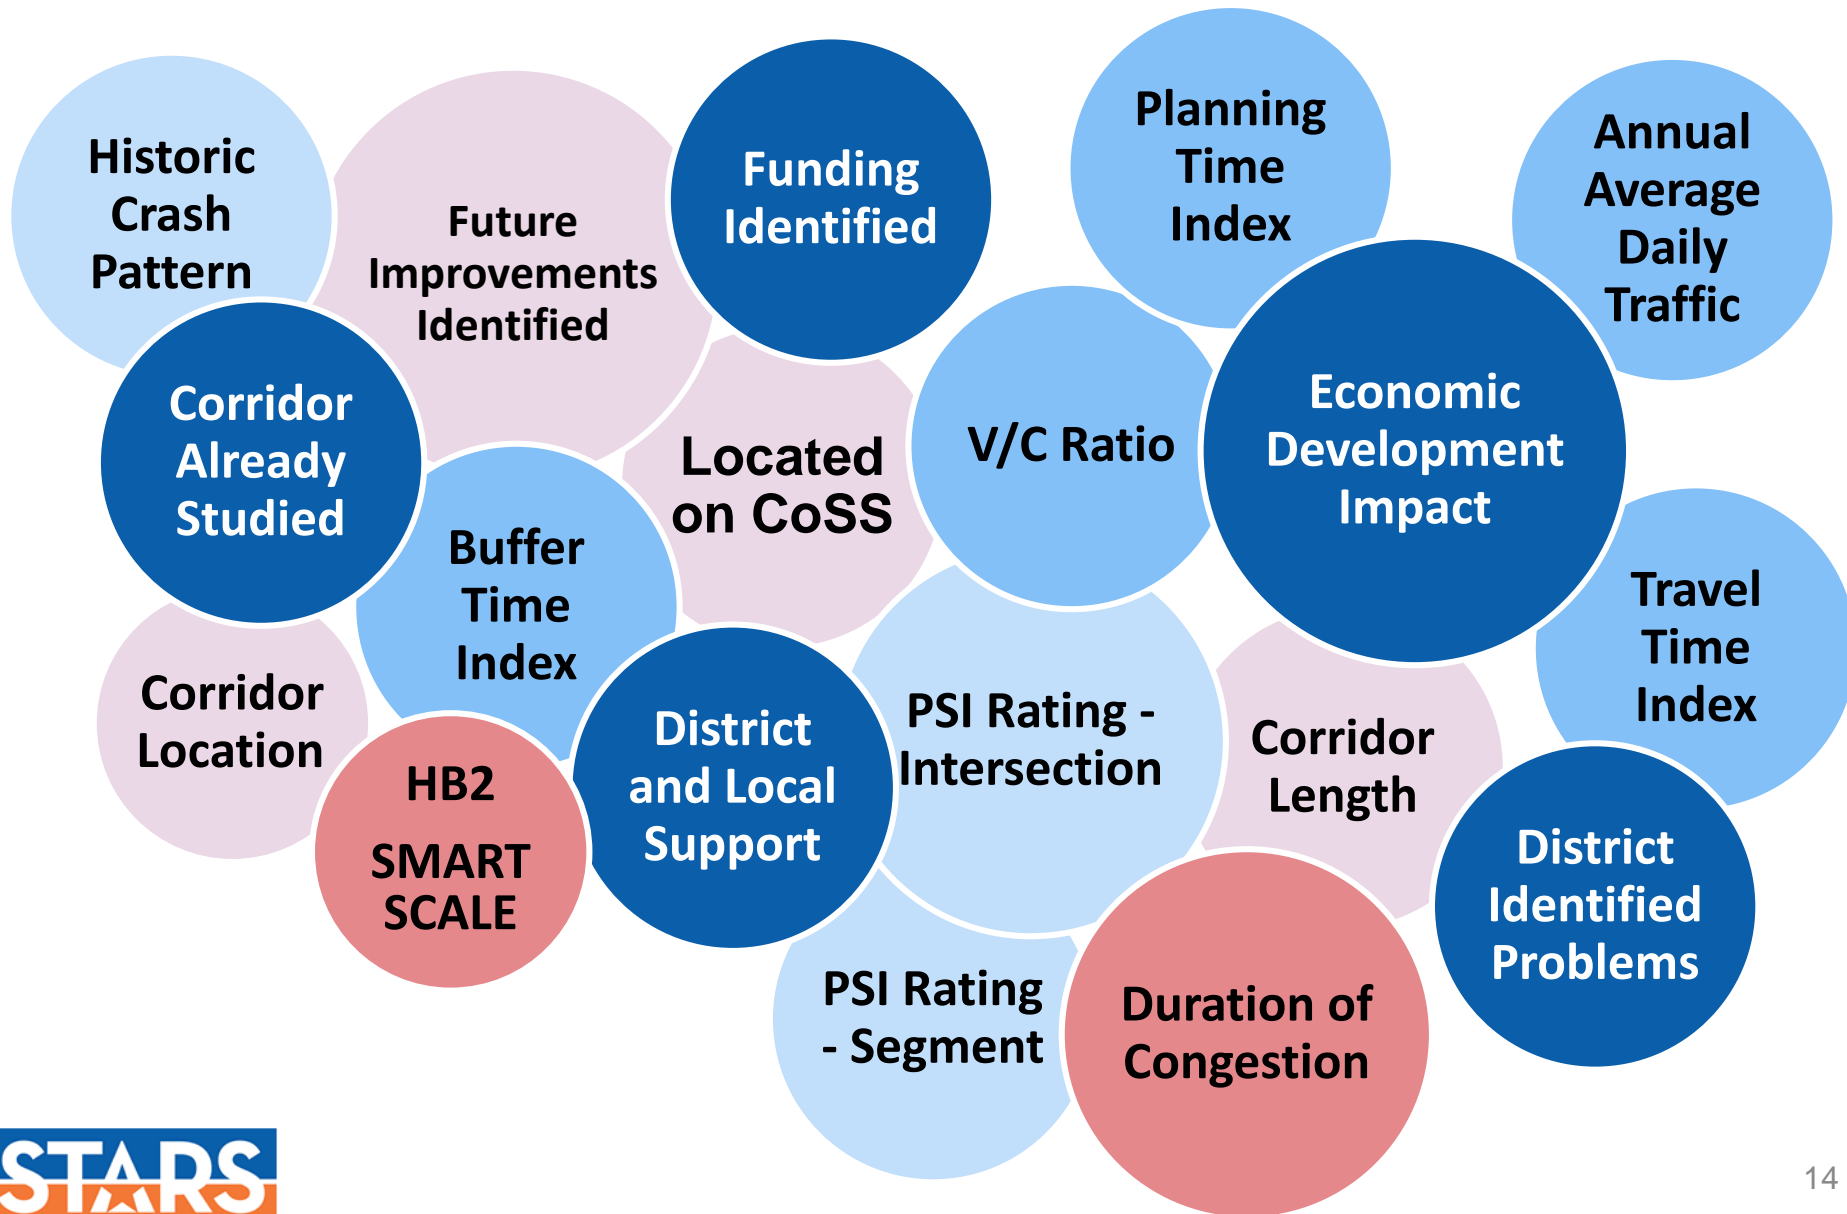 Historic
Crash
Pattern
Future
Improvements
Identified
Funding
Identified
Planning
Time
Index
Annual
Average
Daily
Traffic
Corridor
Already
Studied
Located
on CoSS
V/C Ratio
Economic
Development
Impact
Buffer
Time
Index
Travel
Time
Index
Corridor
Location
HB2
SMART
SCALE
District
and Local
Support
PSI Rating -
Intersection
Corridor
Length
District
Identified
Problems
PSI Rating
- Segment
Duration of
Congestion
STARS
14